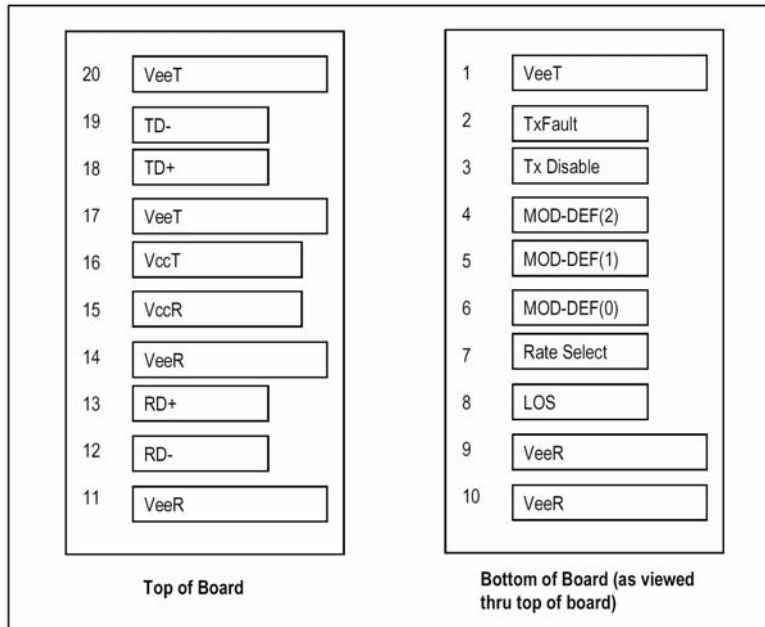 20 VeeT
19 TD-
18 TD+
17 VeeT
16 VccT
15 VccR
14 VeeR
13 RD+
12 RD-
11 VeeR
Top of Board
1 VeeT
2 TxFault
3 Tx Disable
4 MOD-DEF(2)
5 MOD-DEF(1)
6 MOD-DEF(0)
7 Rate Select
8 LOS
9 VeeR
10 VeeR
Bottom of Board (as viewed
thru top of board)